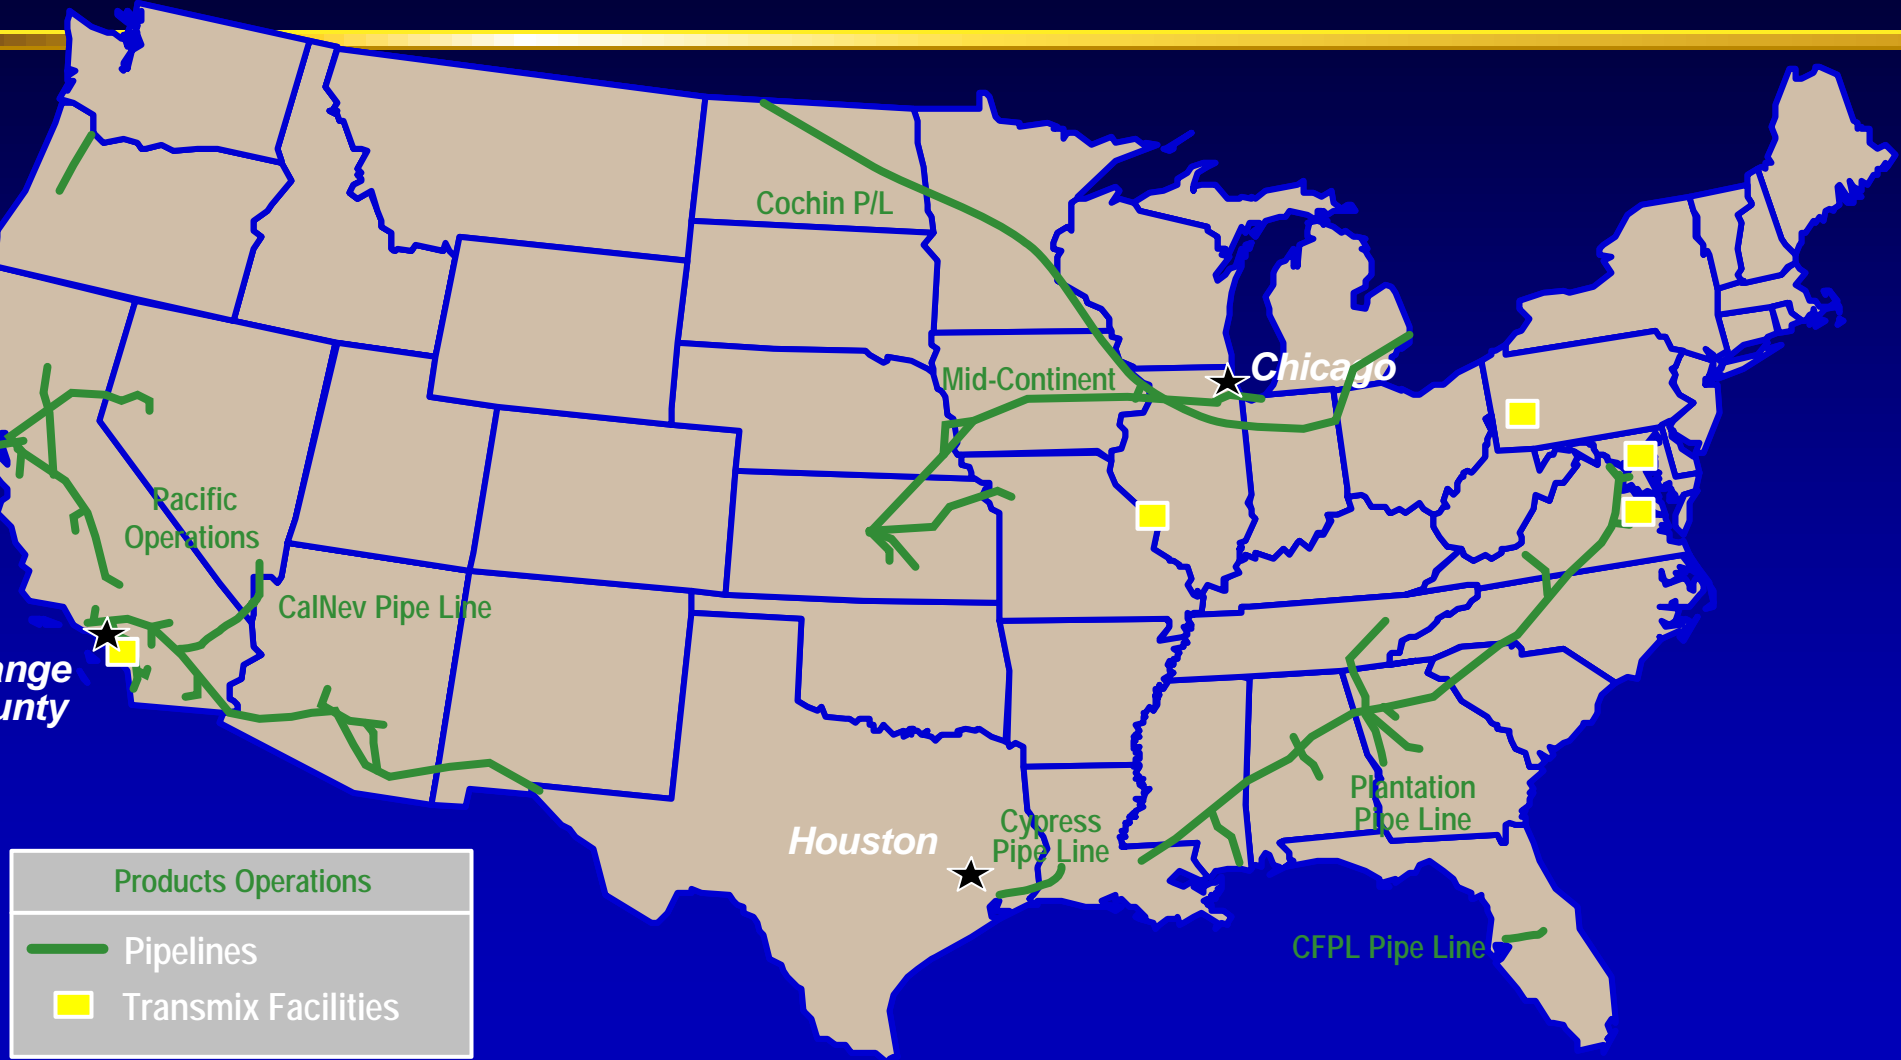 Cochin P/L
Chicago
Mid-Continent
Pacific
Operations
CalNev Pipe Line
ange
unty
Plantation
Pipe Line
Cypress
Pipe Line
Houston
CFPL Pipe Line
Products Operations
Pipelines
Transmix Facilities